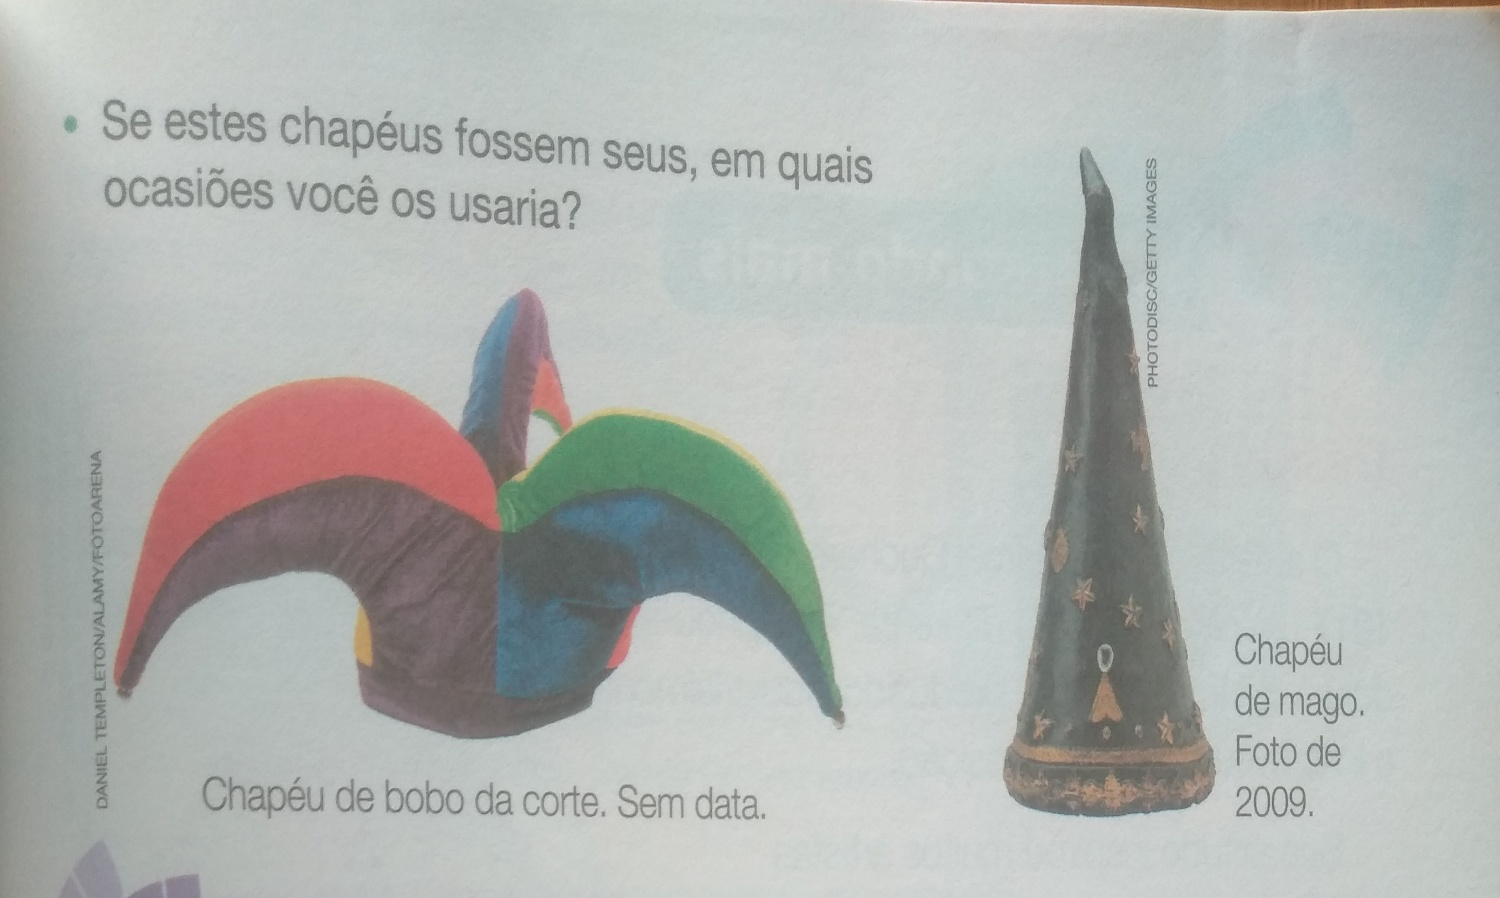 • Se estes chapéus fossem seus, em quais
ocasiões você os usaria?
PHOTODISC/GETTY IMAGES
DANIEL TEMPLETON/ALAMY/FOTOARENA
Chapéu de bobo da corte. Sem data.
Chapéu
de mago.
Foto de
2009.